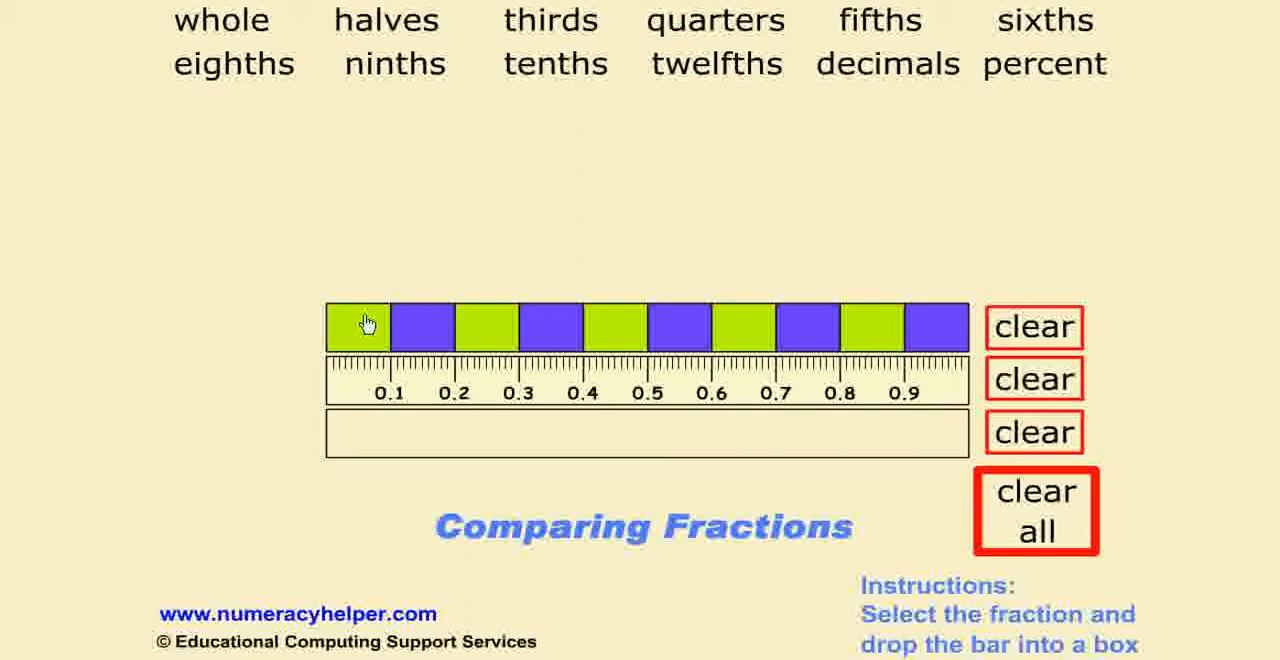 whole halves thirds quarters fifths sixths
eighths ninths tenths twelfths decimals percent
clear
clear
0.1 0.2 0.3 0.4 0.5 0.6 0.7 0.8 0.9
clear
clear
all
Comparing Fractions
Instructions:
Select the fraction and
drop the bar into a box
www.numeracyhelper.com
© Educational Computing Support Services